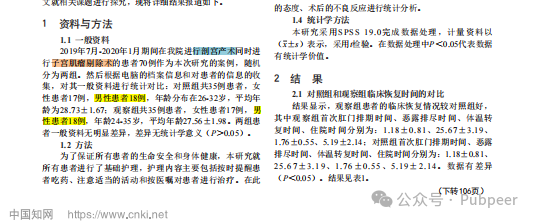 文献相关课题进行探究，现将详细结果报道如下。
1 资料与方法
1.1 一般资料
2019年7月-2020年1月期间在我院进行剖宫产术同时进
行子宫肌瘤剔除术的患者70例作为本次研究的案例，随机
分为两组。然后根据电脑的档案信息和对患者的信息的收
集，对其一般资料进行统计对比：对照组共35例患者，女
性患者17例，男性患者18例，年龄分布在26-32岁，平均年
龄为28.73±1.67；观察组共35例患者，女性患者17例，男
性患者18例，年龄24-35岁，平均年龄27.56±1.98。两组患
者一般资料无明显差异，差异无统计学意义（P＞0.05）。
1.2 方法
为了保证所有患者的生命安全和身体健康，本研究就
所有患者进行了基础护理，护理内容主要包括按时提醒患
者吃药、注意适当的活动和按医嘱对患者进行治疗。在此
的态度、术后的不良反应进行统计分析。
1.4 统计学方法
本研究采用SPSS 19.0完成数据处理，计量资料以
（x̄±s）表示，采用t检验。在数据处理中P＜0.05代表数据
有统计学价值。
2 结 果
2.1 对照组和观察组临床恢复时间的对比
结果显示，观察组患者的临床恢复情况较对照组好，
其中观察组首次肛门排期时间、恶露排尽时间、体温转
复时间、住院时间分别为：1.18±0.81、25.67±3.19、
1.76±0.55、5.19±2.14；对照组首次肛门排期时间、恶露
排尽时间、体温转复时间、住院时间分别为：1.18±0.81、
25.67±3.19、1.76±0.55、5.19±2.14。数据有差异
（P＜0.05）。结果见表1。
（下转106页）
中国知网 https://www.cnki.net
公众号 · Pubpeer